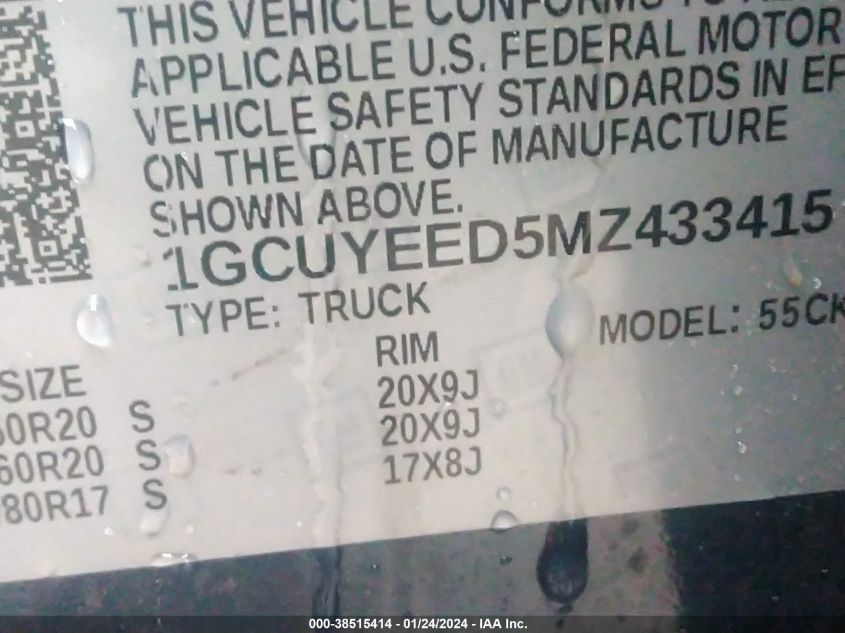 THIS VEHICLE CONFORMS TO
APPLICABLE U.S. FEDERAL MOTOR
VEHICLE SAFETY STANDARDS IN
ON THE DATE OF MANUFACTURE
SHOWN ABOVE.
1GCUYEED5MZ433415
TYPE: TRUCK
MODEL: 55CK
SIZE RIM
60R20 S 20X9J
60R20 S 20X9J
80R17 S 17X8J
000-38515414 - 01/24/2024 - IAA Inc.